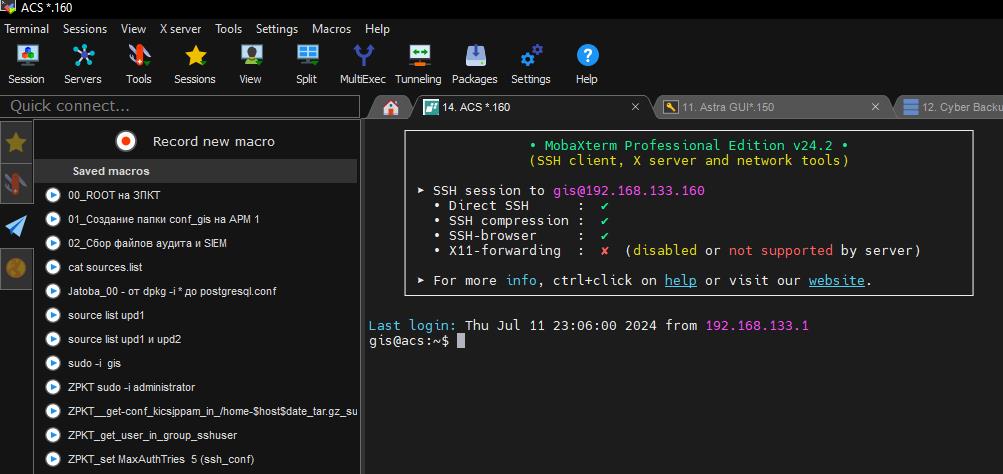 ACS *.160
Terminal Sessions View X server Tools Settings Macros Help
Session Servers Tools Sessions View Split MultiExec Tunneling Packages Settings Help
Quick connect...
14. ACS *.160
11. Astra GUI*.150
12. Cyber Backu
Record new macro
Saved macros
00_ROOT на ЗПКТ
01_Создание папки conf_gis на АРМ 1
02_Сбор файлов аудита и SIEM
cat sources.list
Jatoba_00 - от dpkg -i * до postgresql.conf
source list upd1
source list upd1 и upd2
sudo -i gis
ZPKT sudo -i administrator
ZPKT__get-conf_kicsjppam_in_/home-$host$date_tar.gz_su
ZPKT_get_user_in_group_sshuser
ZPKT_set MaxAuthTries 5 (ssh_conf)
• MobaXterm Professional Edition v24.2 •
(SSH client, X server and network tools)
► SSH session to gis@192.168.133.160
• Direct SSH : ✔
• SSH compression : ✔
• SSH-browser : ✔
• X11-forwarding : ✘ (disabled or not supported by server)
► For more info, ctrl+click on help or visit our website.
Last login: Thu Jul 11 23:06:00 2024 from 192.168.133.1
gis@acs:~$